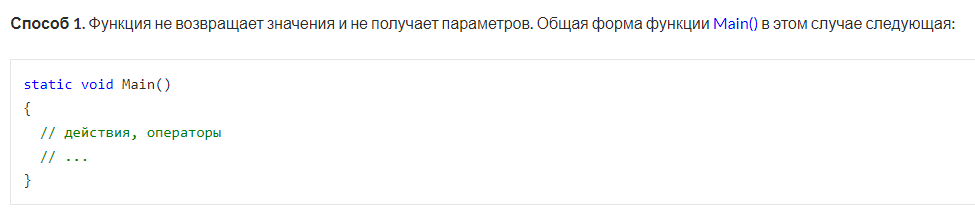 Способ 1. Функция не возвращает значения и не получает параметров. Общая форма функции Main() в этом случае следующая:
static void Main()
{
  // действия, операторы
  // ...
}